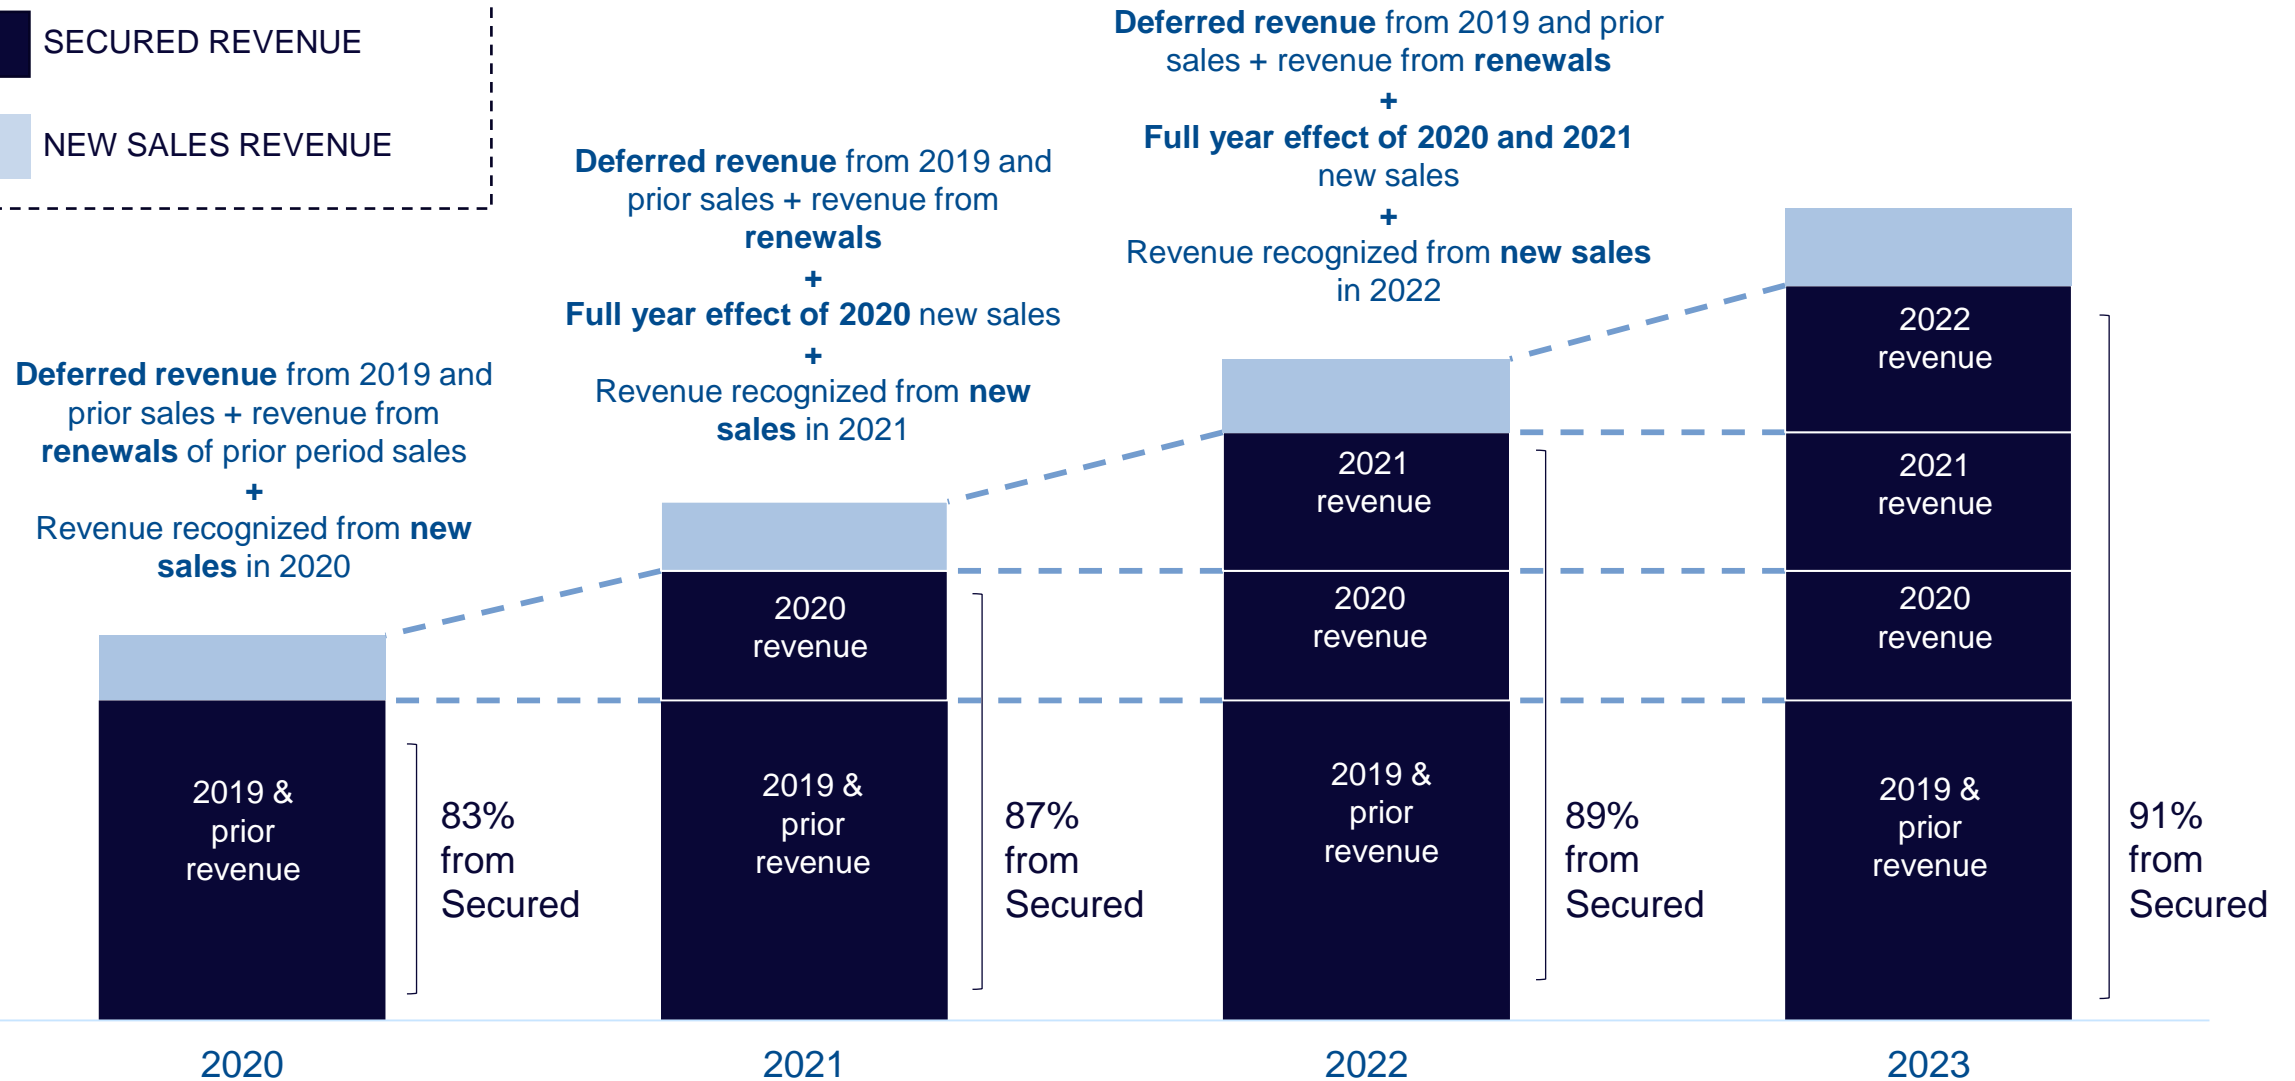 SECURED REVENUE
NEW SALES REVENUE
Deferred revenue from 2019 and
prior sales + revenue from
renewals of prior period sales
+
Revenue recognized from new
sales in 2020
Deferred revenue from 2019 and
prior sales + revenue from
renewals
+
Full year effect of 2020 new sales
+
Revenue recognized from new
sales in 2021
Deferred revenue from 2019 and prior
sales + revenue from renewals
+
Full year effect of 2020 and 2021
new sales
+
Revenue recognized from new sales
in 2022
2019 &
prior
revenue
83%
from
Secured
2020
revenue
2019 &
prior
revenue
87%
from
Secured
2021
revenue
2020
revenue
2019 &
prior
revenue
89%
from
Secured
2022
revenue
2021
revenue
2020
revenue
2019 &
prior
revenue
91%
from
Secured
2020
2021
2022
2023